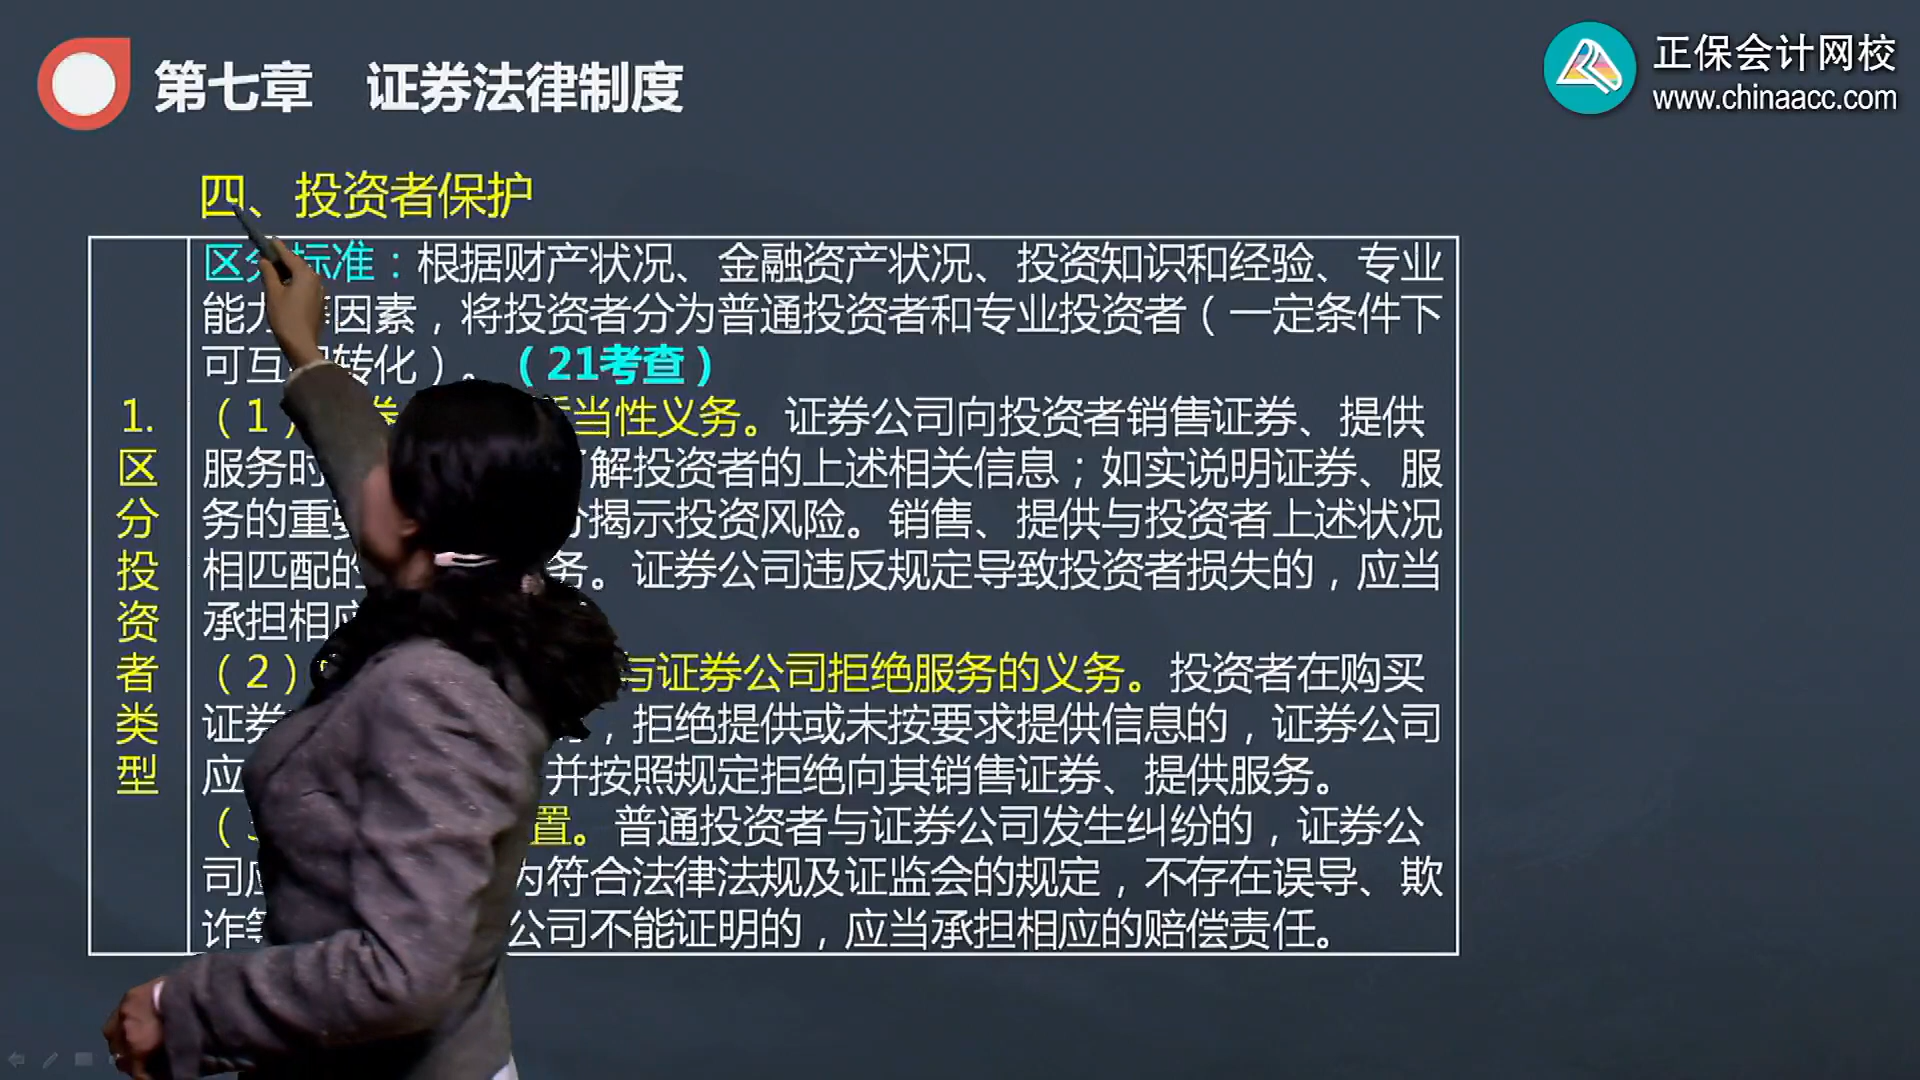 第七章 证券法律制度
正保会计网校
www.chinaacc.com
四、投资者保护
1.
区
分
投
资
者
类
型
区分标准：根据财产状况、金融资产状况、投资知识和经验、专业
能力等因素，将投资者分为普通投资者和专业投资者（一定条件下
可互 转化）。（21考查）
（1） 券 适当性义务。证券公司向投资者销售证券、提供
服务时 了解投资者的上述相关信息；如实说明证券、服
务的重要 分揭示投资风险。销售、提供与投资者上述状况
相匹配的 务。证券公司违反规定导致投资者损失的，应当
承担相应
（2） 与证券公司拒绝服务的义务。投资者在购买
证券 ，拒绝提供或未按要求提供信息的，证券公司
应 并按照规定拒绝向其销售证券、提供服务。
（3 置。普通投资者与证券公司发生纠纷的，证券公
司应 为符合法律法规及证监会的规定，不存在误导、欺
诈等 公司不能证明的，应当承担相应的赔偿责任。